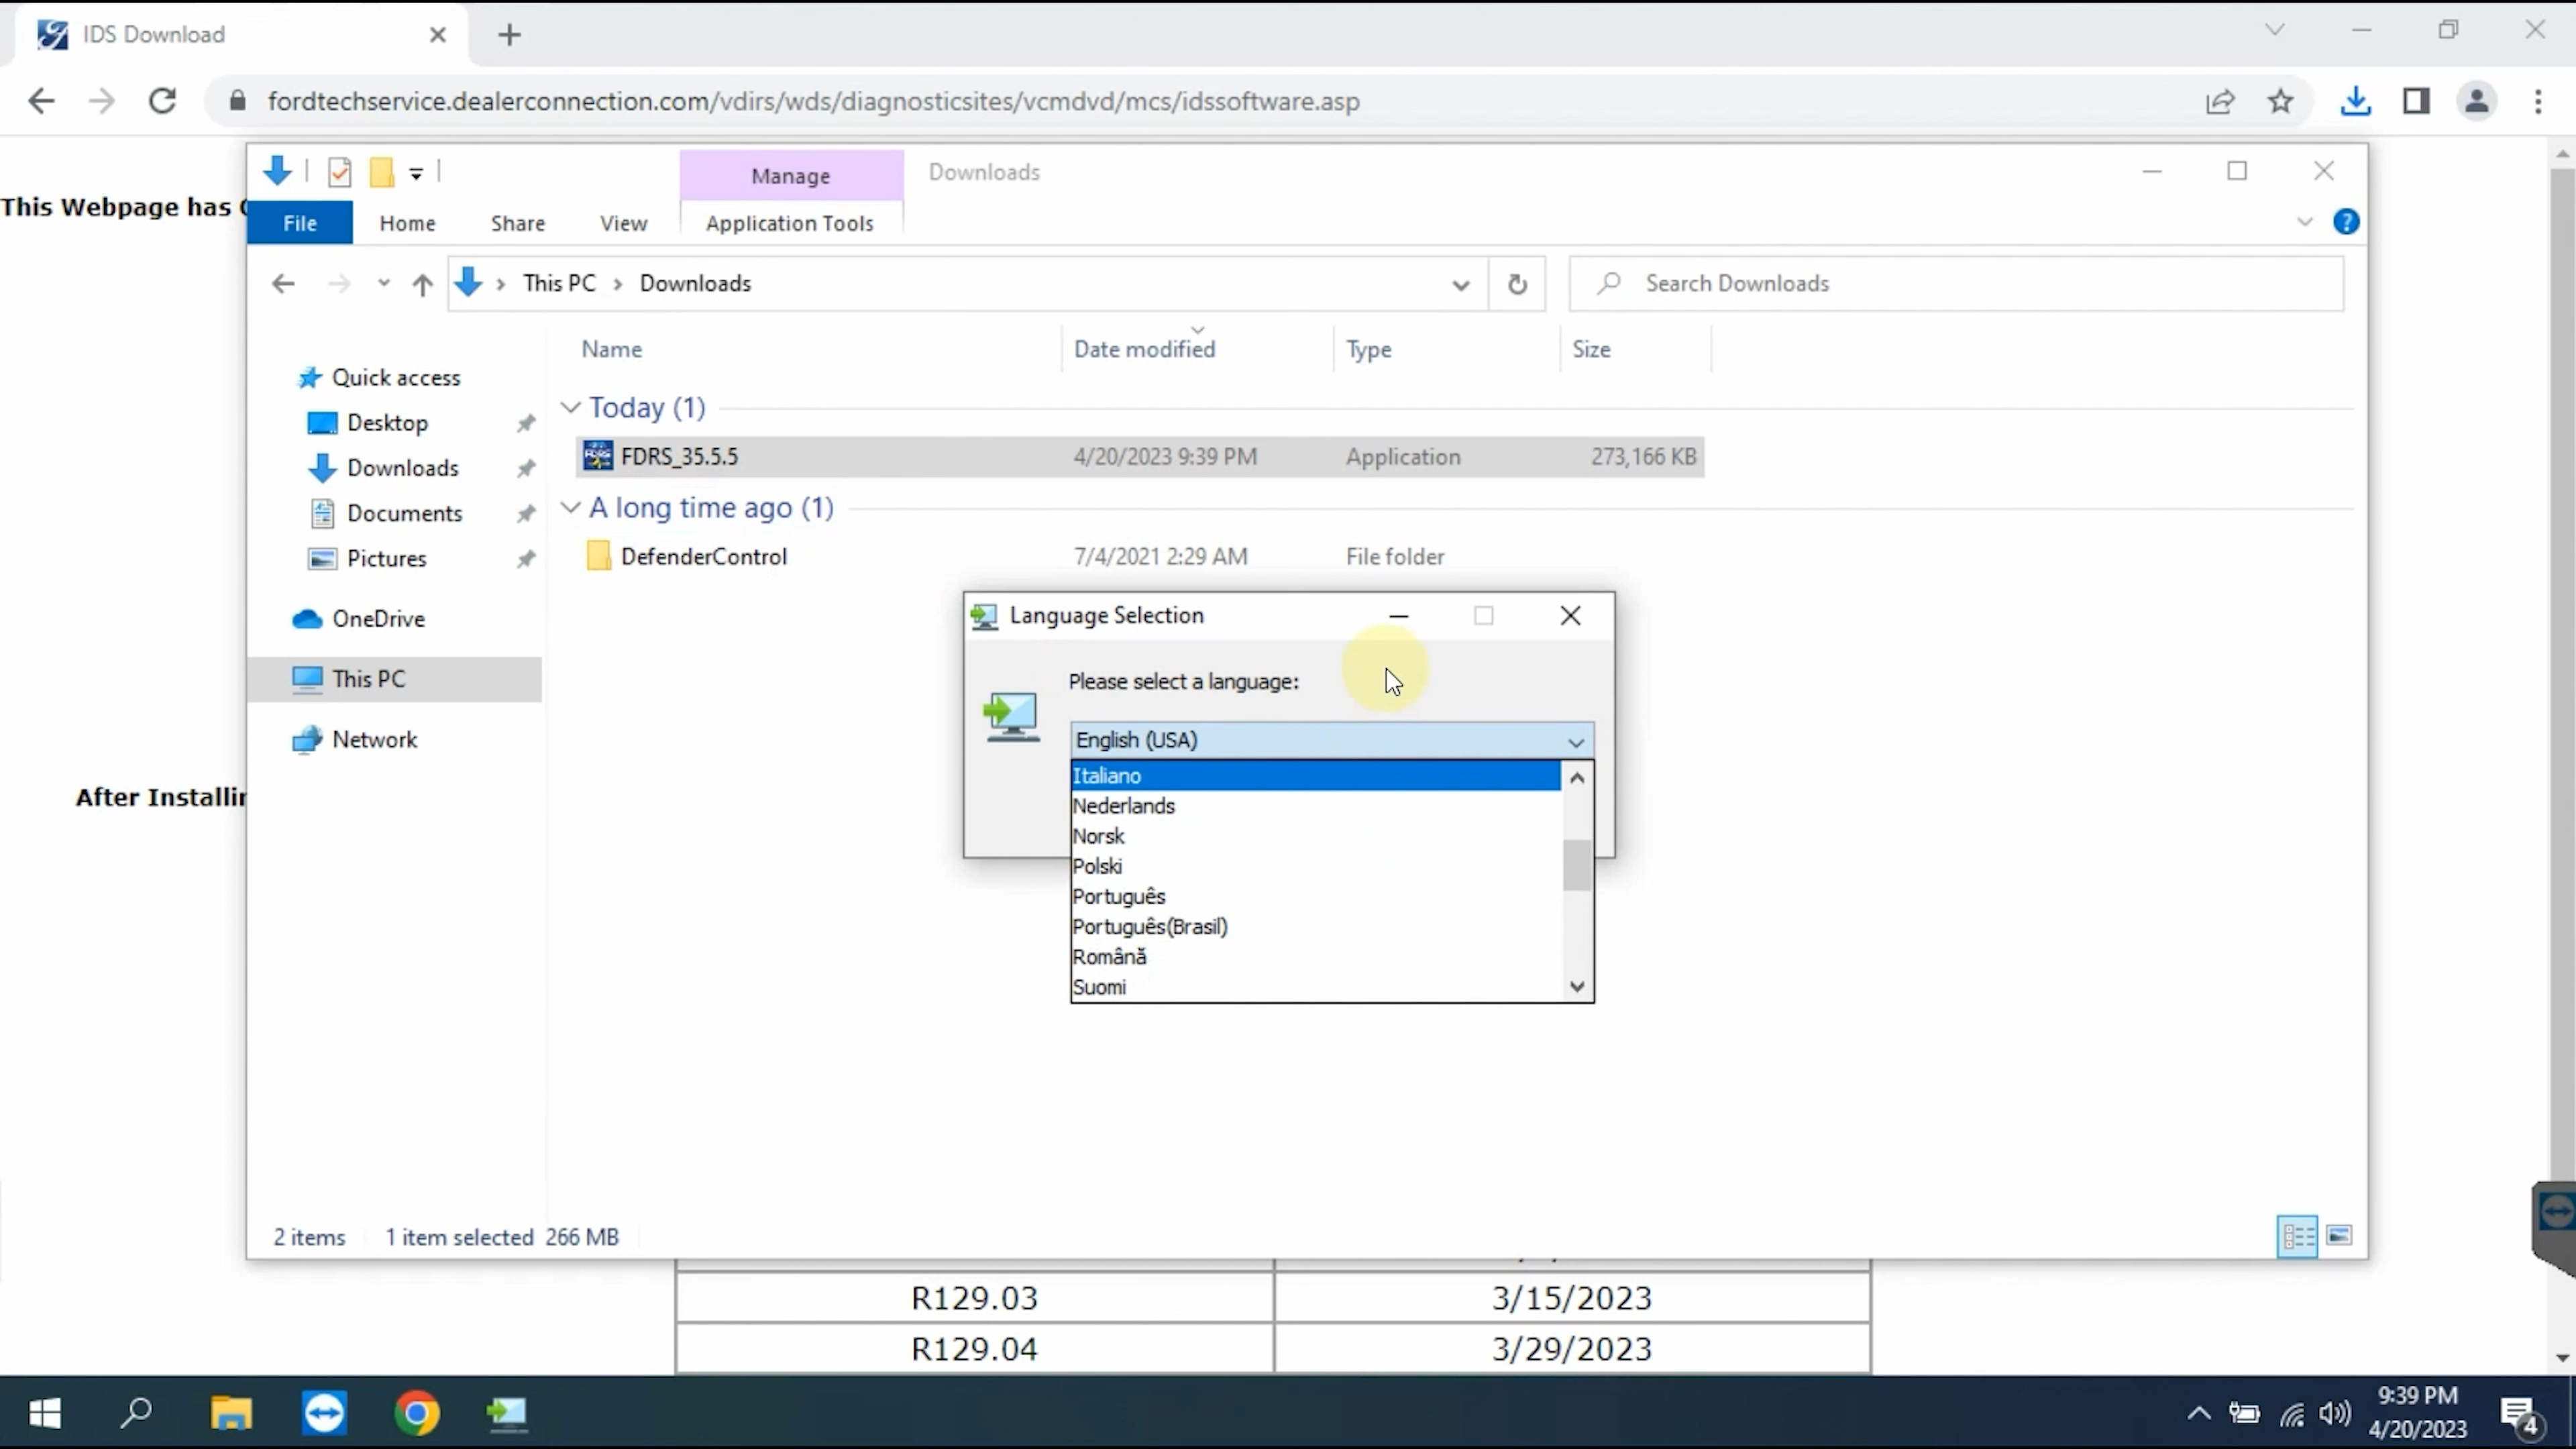 IDS Download
fordtechservice.dealerconnection.com/vdirs/wds/diagnosticsites/vcmdvd/mcs/idssoftware.asp
Manage
Downloads
This Webpage has
File
Home
Share
View
Application Tools
This PC
Downloads
Search Downloads
Name
Date modified
Type
Size
Quick access
Desktop
Downloads
Documents
Pictures
OneDrive
This PC
Network
Today (1)
FDRS_35.5.5
4/20/2023 9:39 PM
Application
273,166 KB
A long time ago (1)
DefenderControl
7/4/2021 2:29 AM
File folder
Language Selection
Please select a language:
English (USA)
Italiano
Nederlands
Norsk
Polski
Português
Português(Brasil)
Română
Suomi
After Installin
2 items
1 item selected 266 MB
R129.03
3/15/2023
R129.04
3/29/2023
9:39 PM
4/20/2023
4